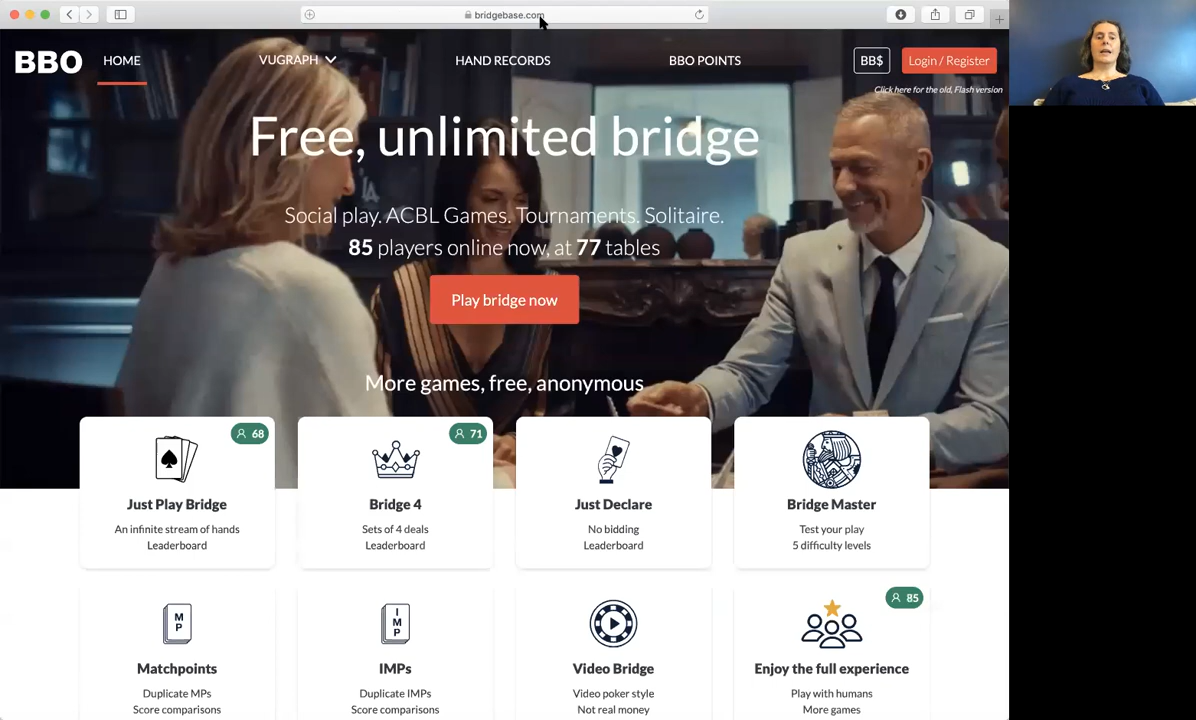 bridgebase.com
BBO
HOME
VUGRAPH
HAND RECORDS
BBO POINTS
BB$
Login / Register
Click here for the old, Flash version
Free, unlimited bridge
Social play. ACBL Games. Tournaments. Solitaire.
85 players online now, at 77 tables
Play bridge now
More games, free, anonymous
68
Just Play Bridge
An infinite stream of hands
Leaderboard
71
Bridge 4
Sets of 4 deals
Leaderboard
Just Declare
No bidding
Leaderboard
Bridge Master
Test your play
5 difficulty levels
M
P
Matchpoints
Duplicate MPs
Score comparisons
I
M
P
IMPs
Duplicate IMPs
Score comparisons
Video Bridge
Video poker style
Not real money
85
Enjoy the full experience
Play with humans
More games